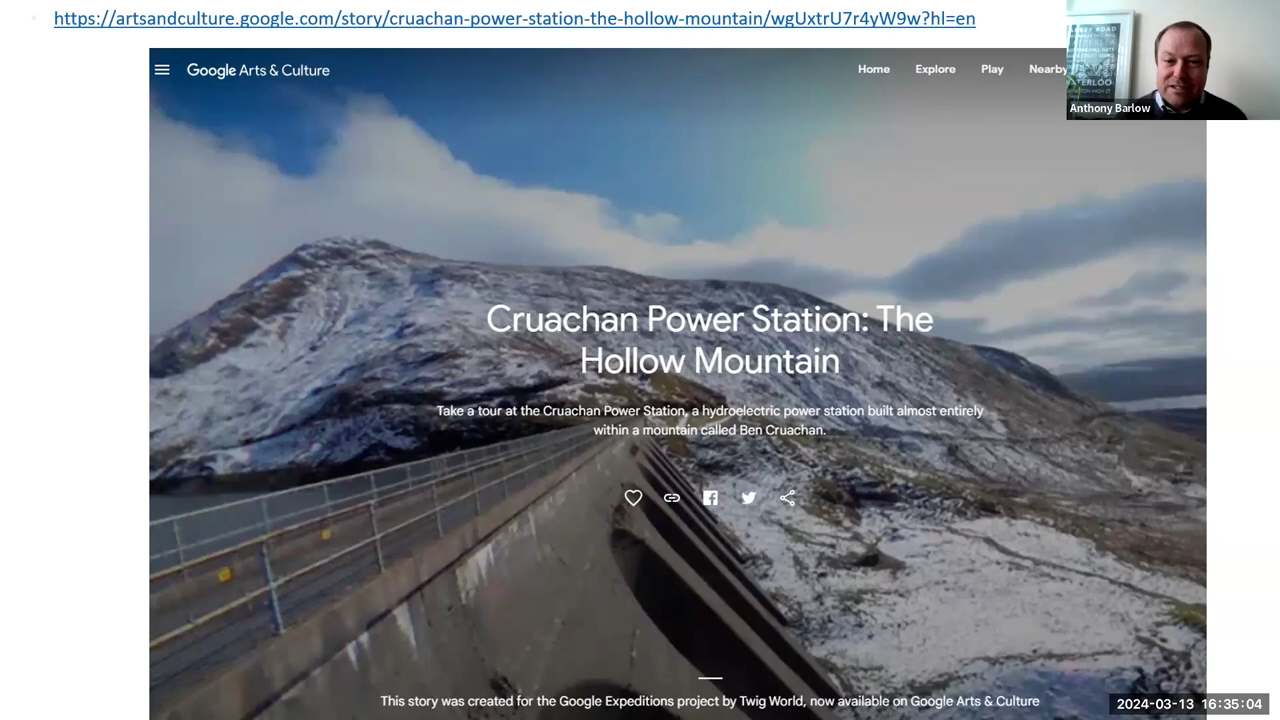 https://artsandculture.google.com/story/cruachan-power-station-the-hollow-mountain/wgUxtrU7r4yW9w?hl=en
Google Arts & Culture
Home Explore Play Nearby
Anthony Barlow
Cruachan Power Station: The
Hollow Mountain
Take a tour at the Cruachan Power Station, a hydroelectric power station built almost entirely
within a mountain called Ben Cruachan.
This story was created for the Google Expeditions project by Twig World, now available on Google Arts & Culture
2024-03-13 16:35:04